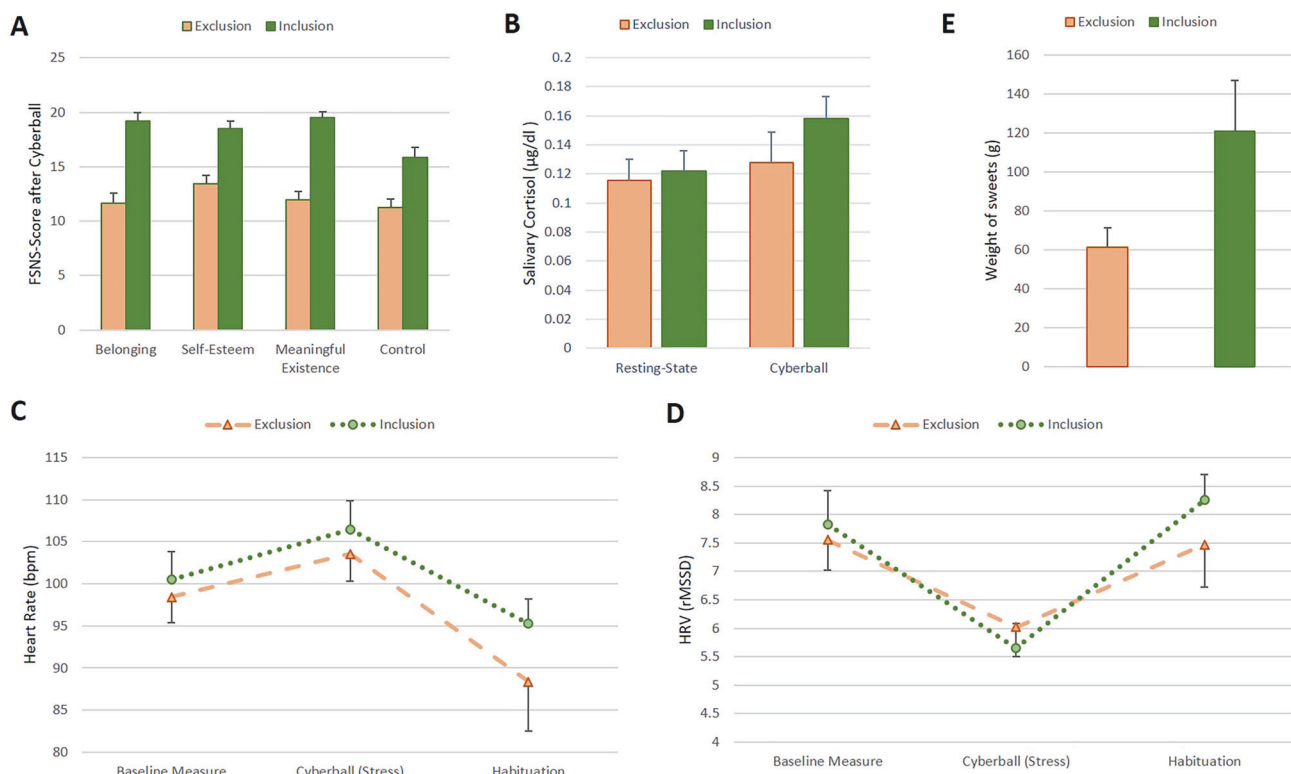 A
Exclusion Inclusion
FSNS-Score after Cyberball
25
20
15
10
5
0
Belonging Self-Esteem Meaningful Existence Control
B
Exclusion Inclusion
Salivary Cortisol (µg/dl )
0.2
0.18
0.16
0.14
0.12
0.1
0.08
0.06
0.04
0.02
0
Resting-State Cyberball
E
Exclusion Inclusion
Weight of sweets (g)
160
140
120
100
80
60
40
20
0
C
Exclusion Inclusion
Heart Rate (bpm)
115
110
105
100
95
90
85
80
Baseline Measure Cyberball (Stress) Habituation
D
Exclusion Inclusion
HRV (rMSSD)
9
8.5
8
7.5
7
6.5
6
5.5
5
4.5
4
Baseline Measure Cyberball (Stress) Habituation